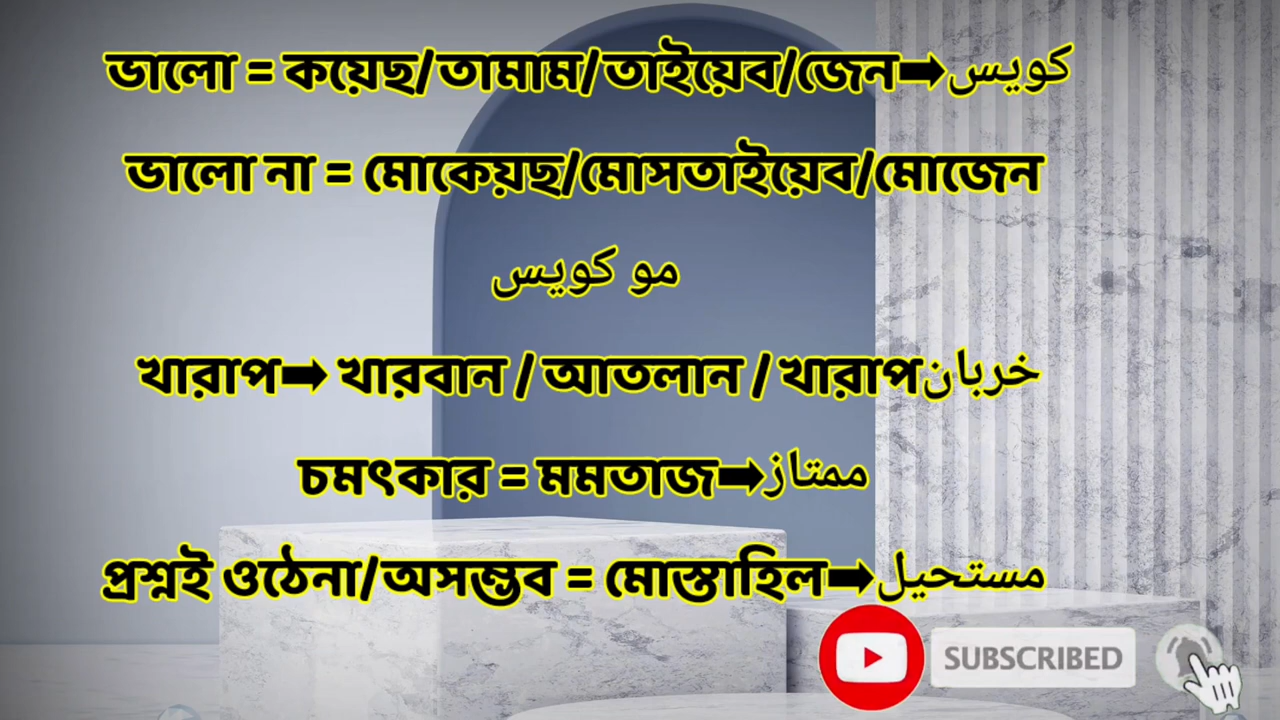 ভালো = কয়েছ/তামাম/তাইয়েব/জেন➡كويس
ভালো না = মোকেয়ছ/মোসতাইয়েব/মোজেন
مو كويس
খারাপ➡ খারবান / আতলান / খারাপخربان
চমৎকার = মমতাজ➡ممتاز
প্রশ্নই ওঠেনা/অসম্ভব = মোস্তাহিল➡مستحيل
SUBSCRIBED